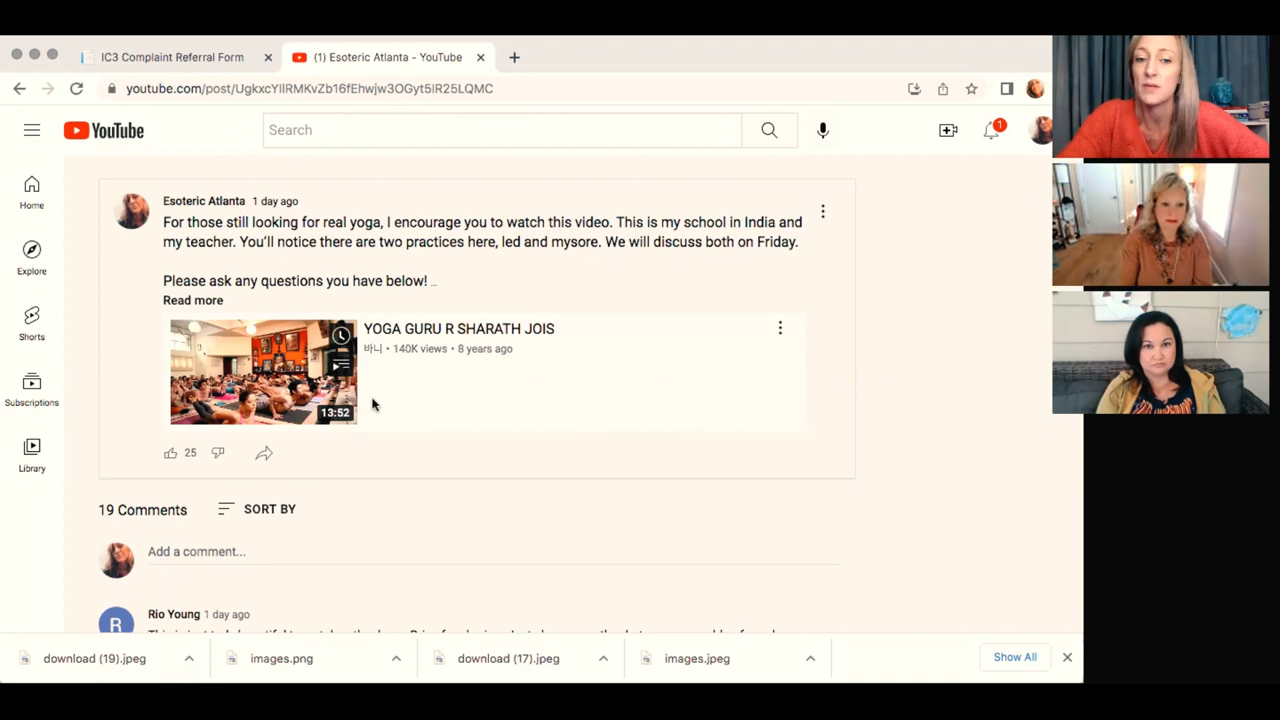 IC3 Complaint Referral Form
(1) Esoteric Atlanta - YouTube
youtube.com/post/UgkxcYIlRMKvZb16fEhwjw3OGyt5lR25LQMC
YouTube
Search
1
Home
Explore
Shorts
Subscriptions
Library
Esoteric Atlanta 1 day ago
For those still looking for real yoga, I encourage you to watch this video. This is my school in India and
my teacher. You'll notice there are two practices here, led and mysore. We will discuss both on Friday.
Please ask any questions you have below! ...
Read more
13:52
YOGA GURU R SHARATH JOIS
바니 • 140K views • 8 years ago
25
19 Comments
SORT BY
Add a comment...
R
Rio Young 1 day ago
download (19).jpeg
images.png
download (17).jpeg
images.jpeg
Show All